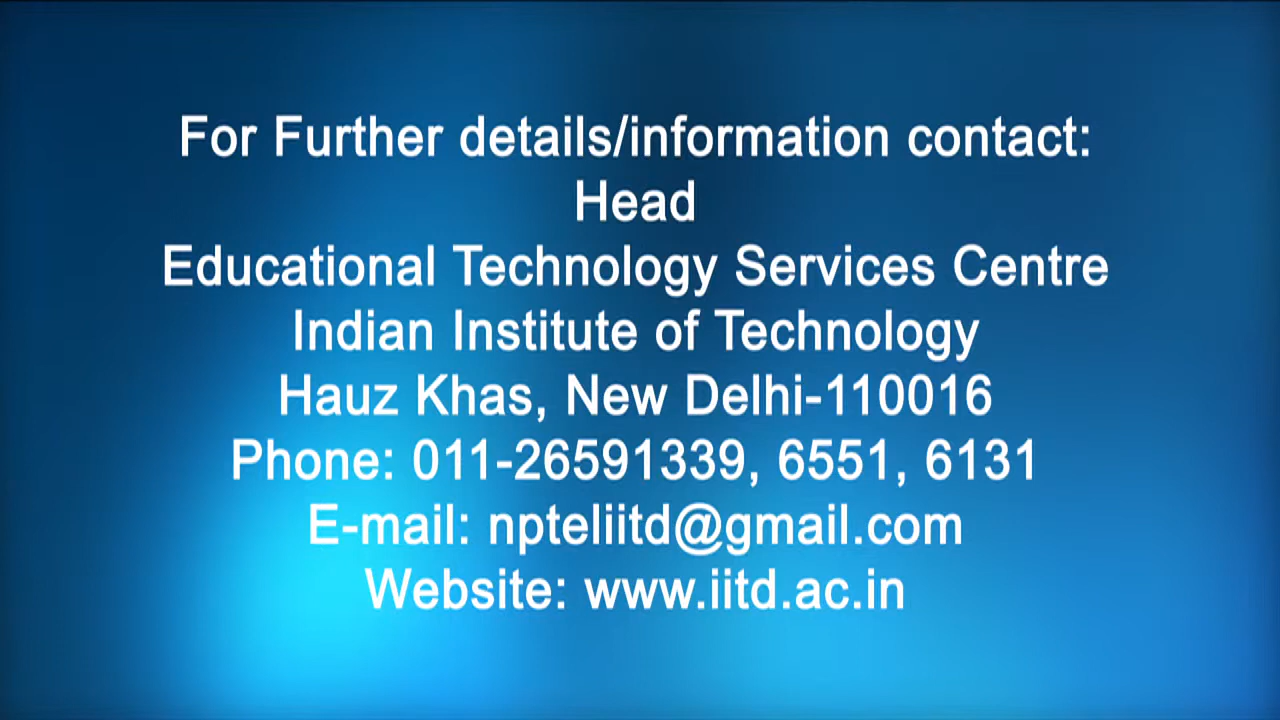 For Further details/information contact:
Head
Educational Technology Services Centre
Indian Institute of Technology
Hauz Khas, New Delhi-110016
Phone: 011-26591339, 6551, 6131
E-mail: npteliitd@gmail.com
Website: www.iitd.ac.in